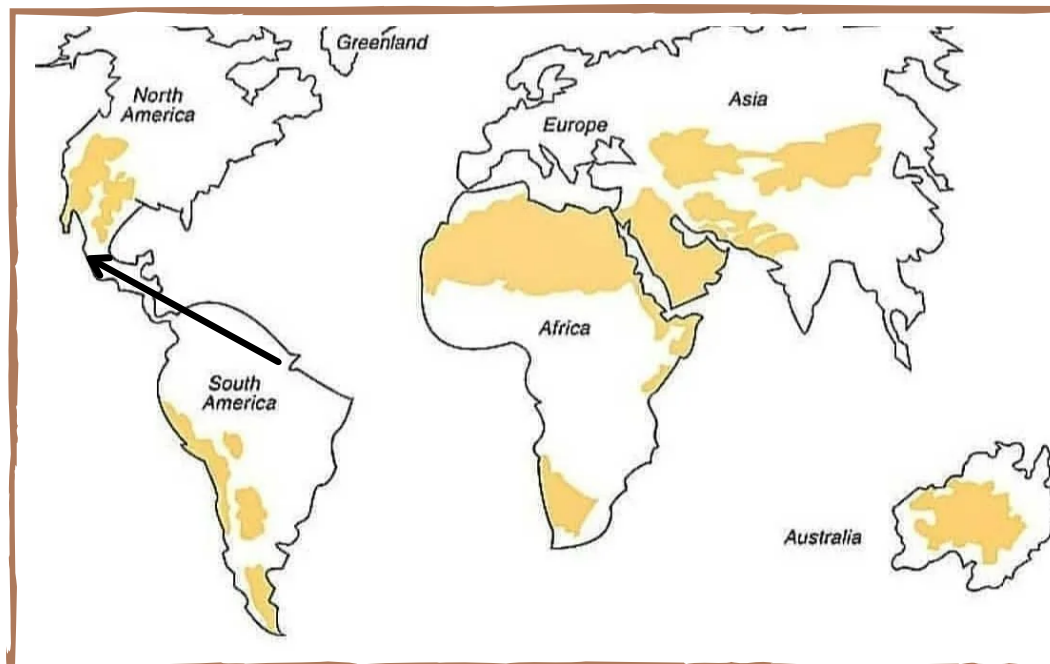 Greenland
North
America
Asia
Europe
Africa
South
America
Australia